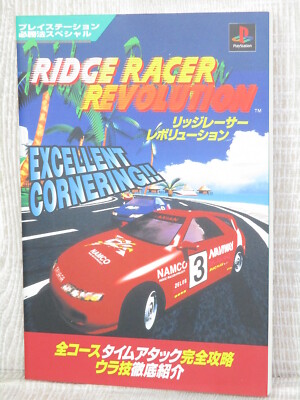 プレイステーション
必勝法スペシャル
PlayStation
RIDGE RACER
REVOLUTION
TM
リッジレーサー
レボリューション
EXCELLENT
CORNERING!!
NAMCO
3
NAMCO
全コースタイムアタック完全攻略
ウラ技徹底紹介